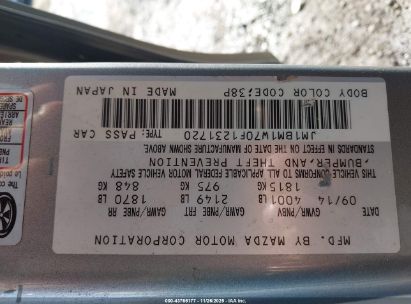 MFD. BY MAZDA MOTOR CORPORATION
DATE GVWR/PNBV GAWR FRT GAWR RR
09/14 4001 LB 2149 LB 1870 LB
1815 KG 975 KG 848 KG
THIS VEHICLE CONFORMS TO ALL APPLICABLE FEDERAL MOTOR VEHICLE SAFETY
, BUMPER, AND THEFT PREVENTION
STANDARDS IN EFFECT ON THE DATE OF MANUFACTURE SHOWN ABOVE.
JM1BM1W70F1231720 TYPE: PASS CAR
BODY COLOR CODE:38P MADE IN JAPAN